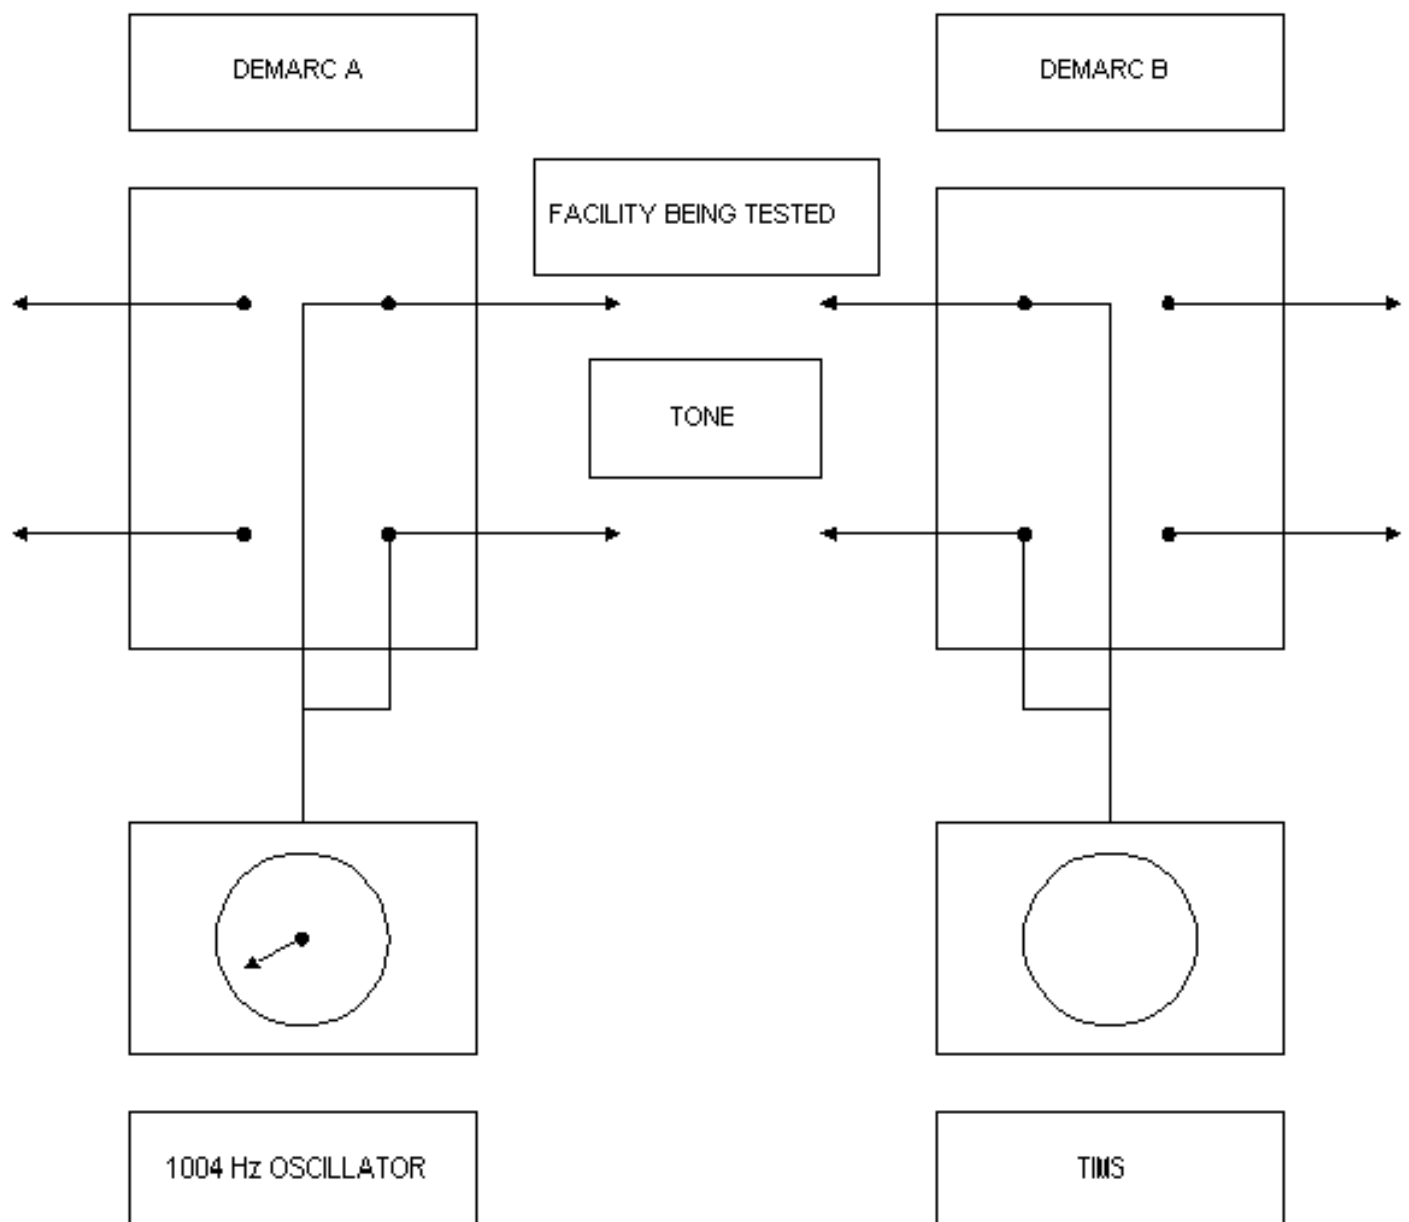 DEMARC A
DEMARC B
FACILITY BEING TESTED
TONE
1004 Hz OSCILLATOR
TIMS